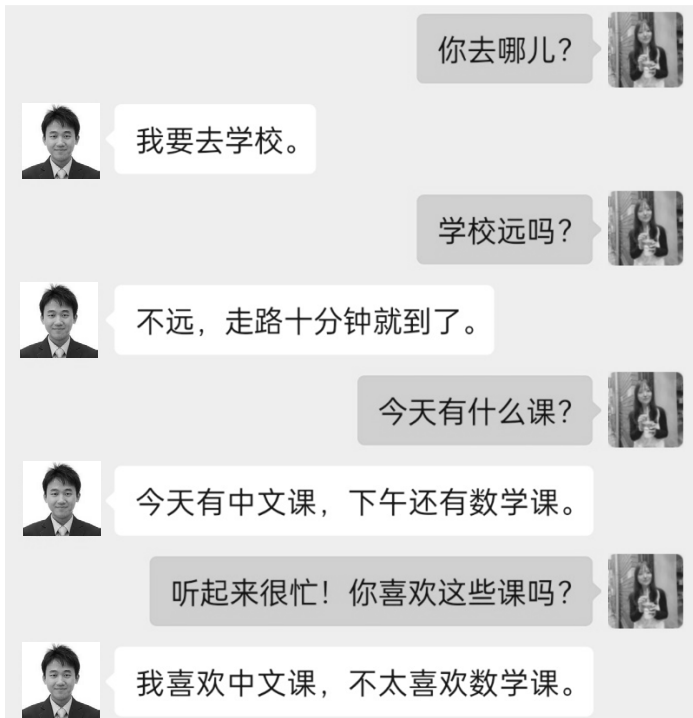 你去哪儿？
我要去学校。
学校远吗？
不远，走路十分钟就到了。
今天有什么课？
今天有中文课，下午还有数学课。
听起来很忙！你喜欢这些课吗？
我喜欢中文课，不太喜欢数学课。